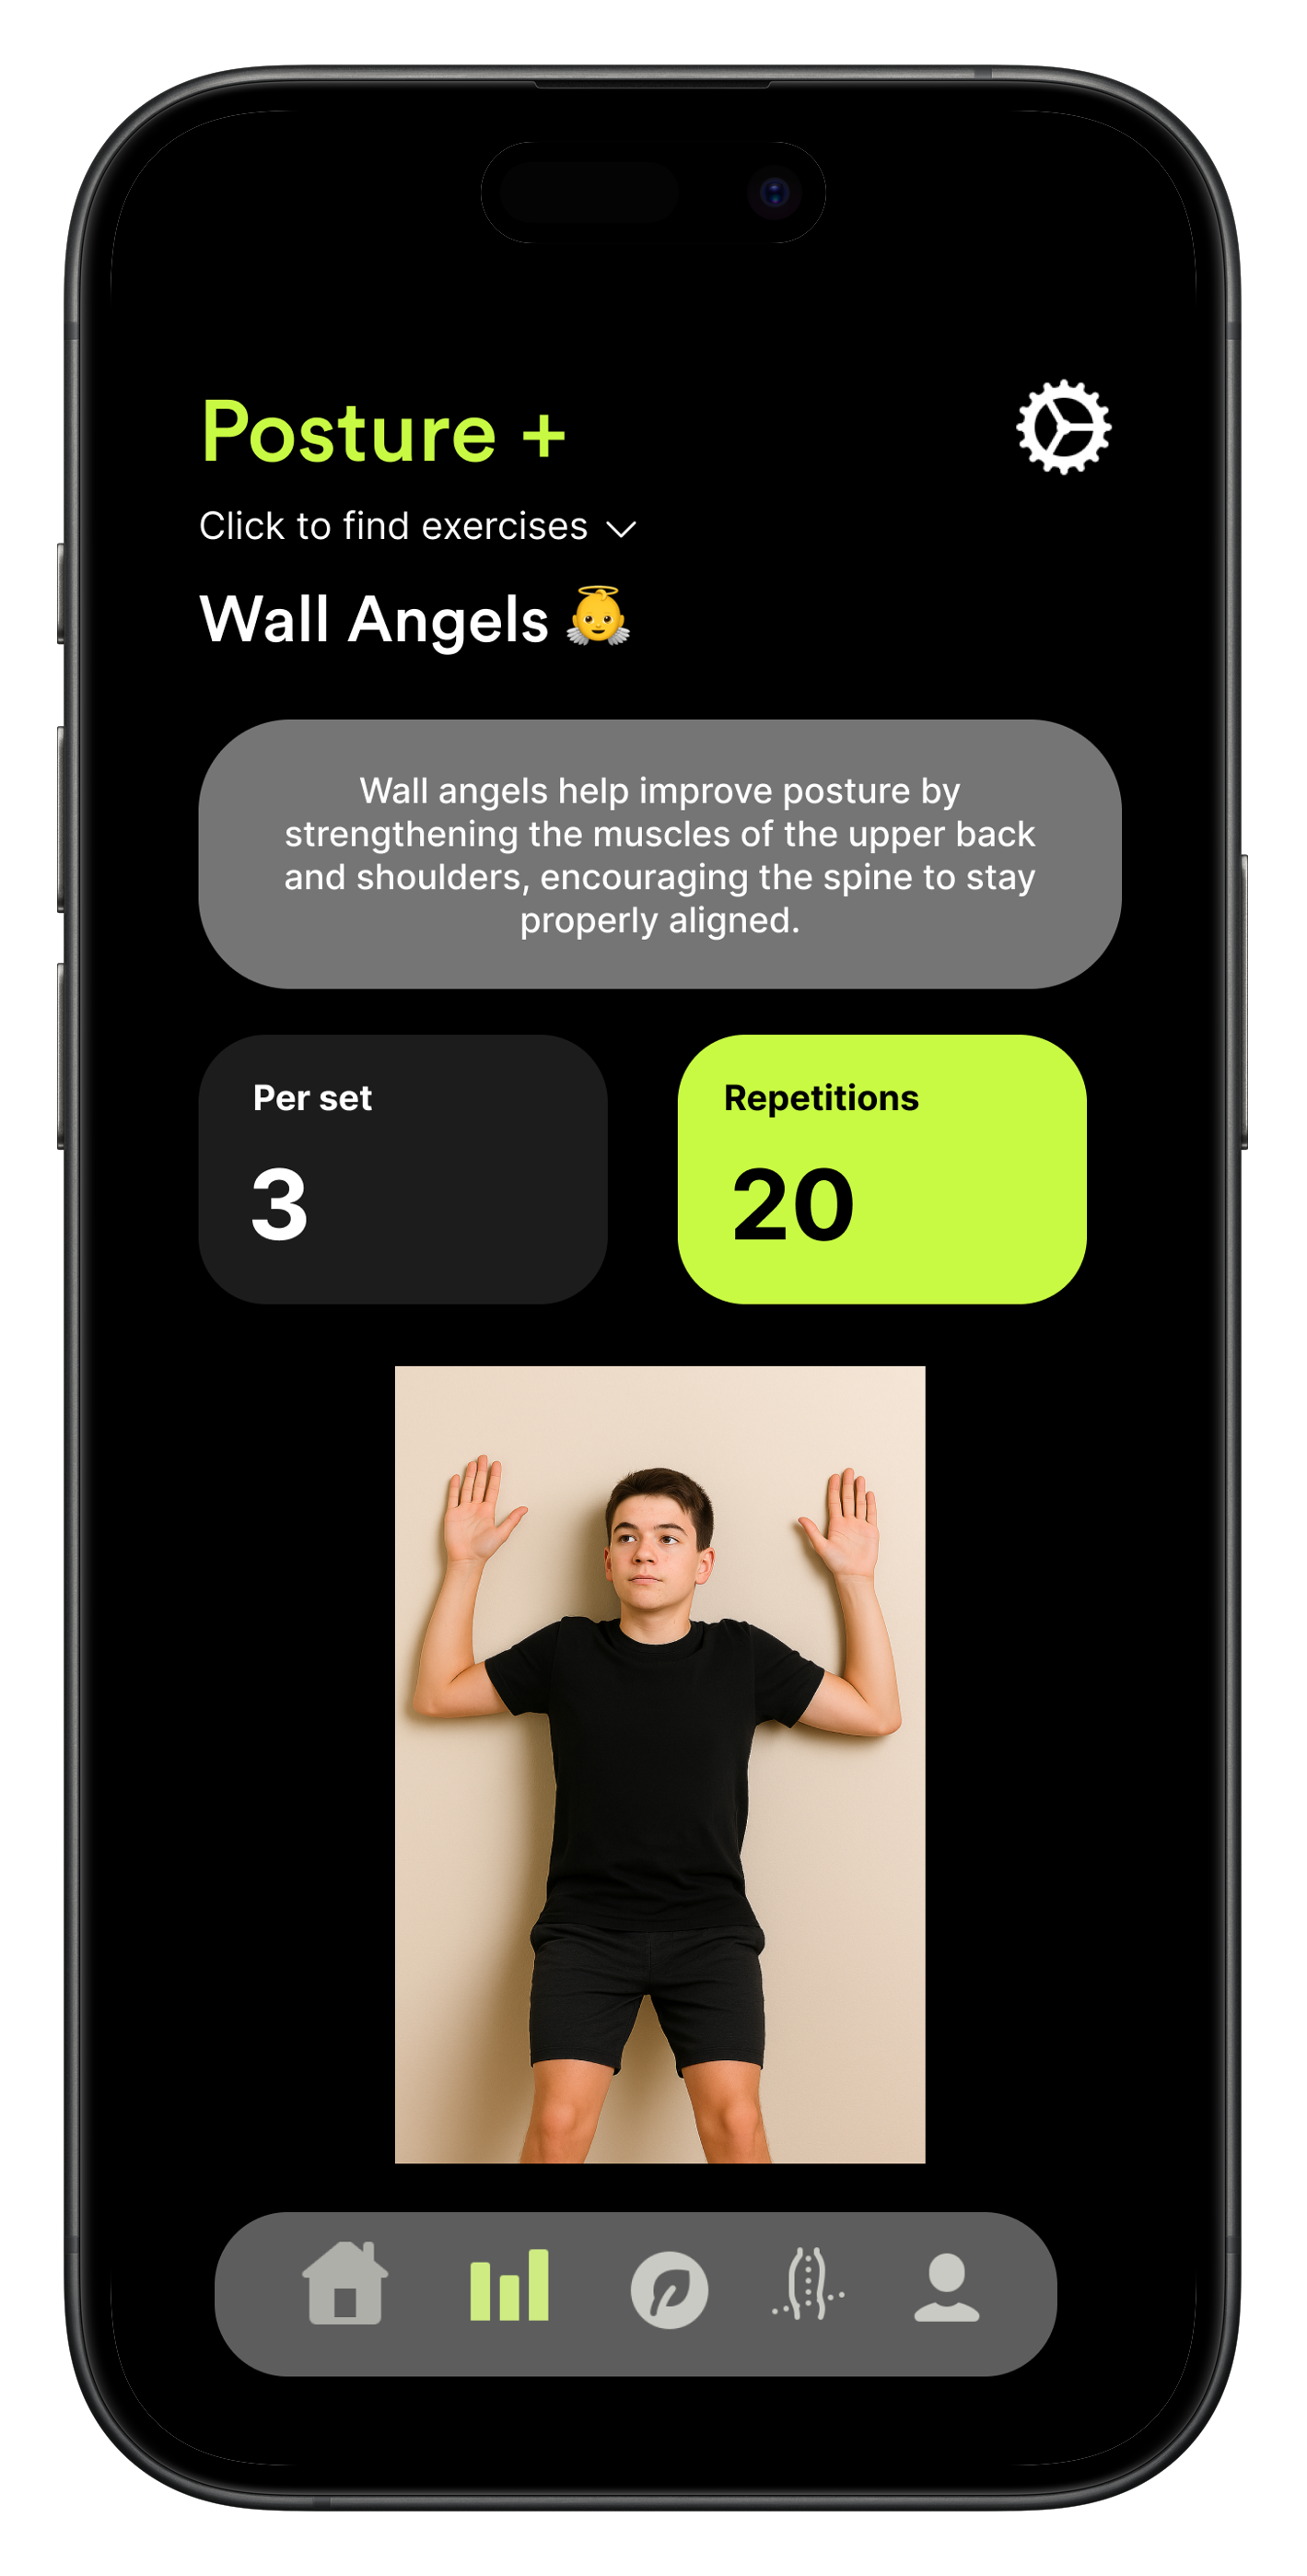 Posture +
Click to find exercises
Wall Angels
Wall angels help improve posture by
strengthening the muscles of the upper back
and shoulders, encouraging the spine to stay
properly aligned.
Per set
3
Repetitions
20